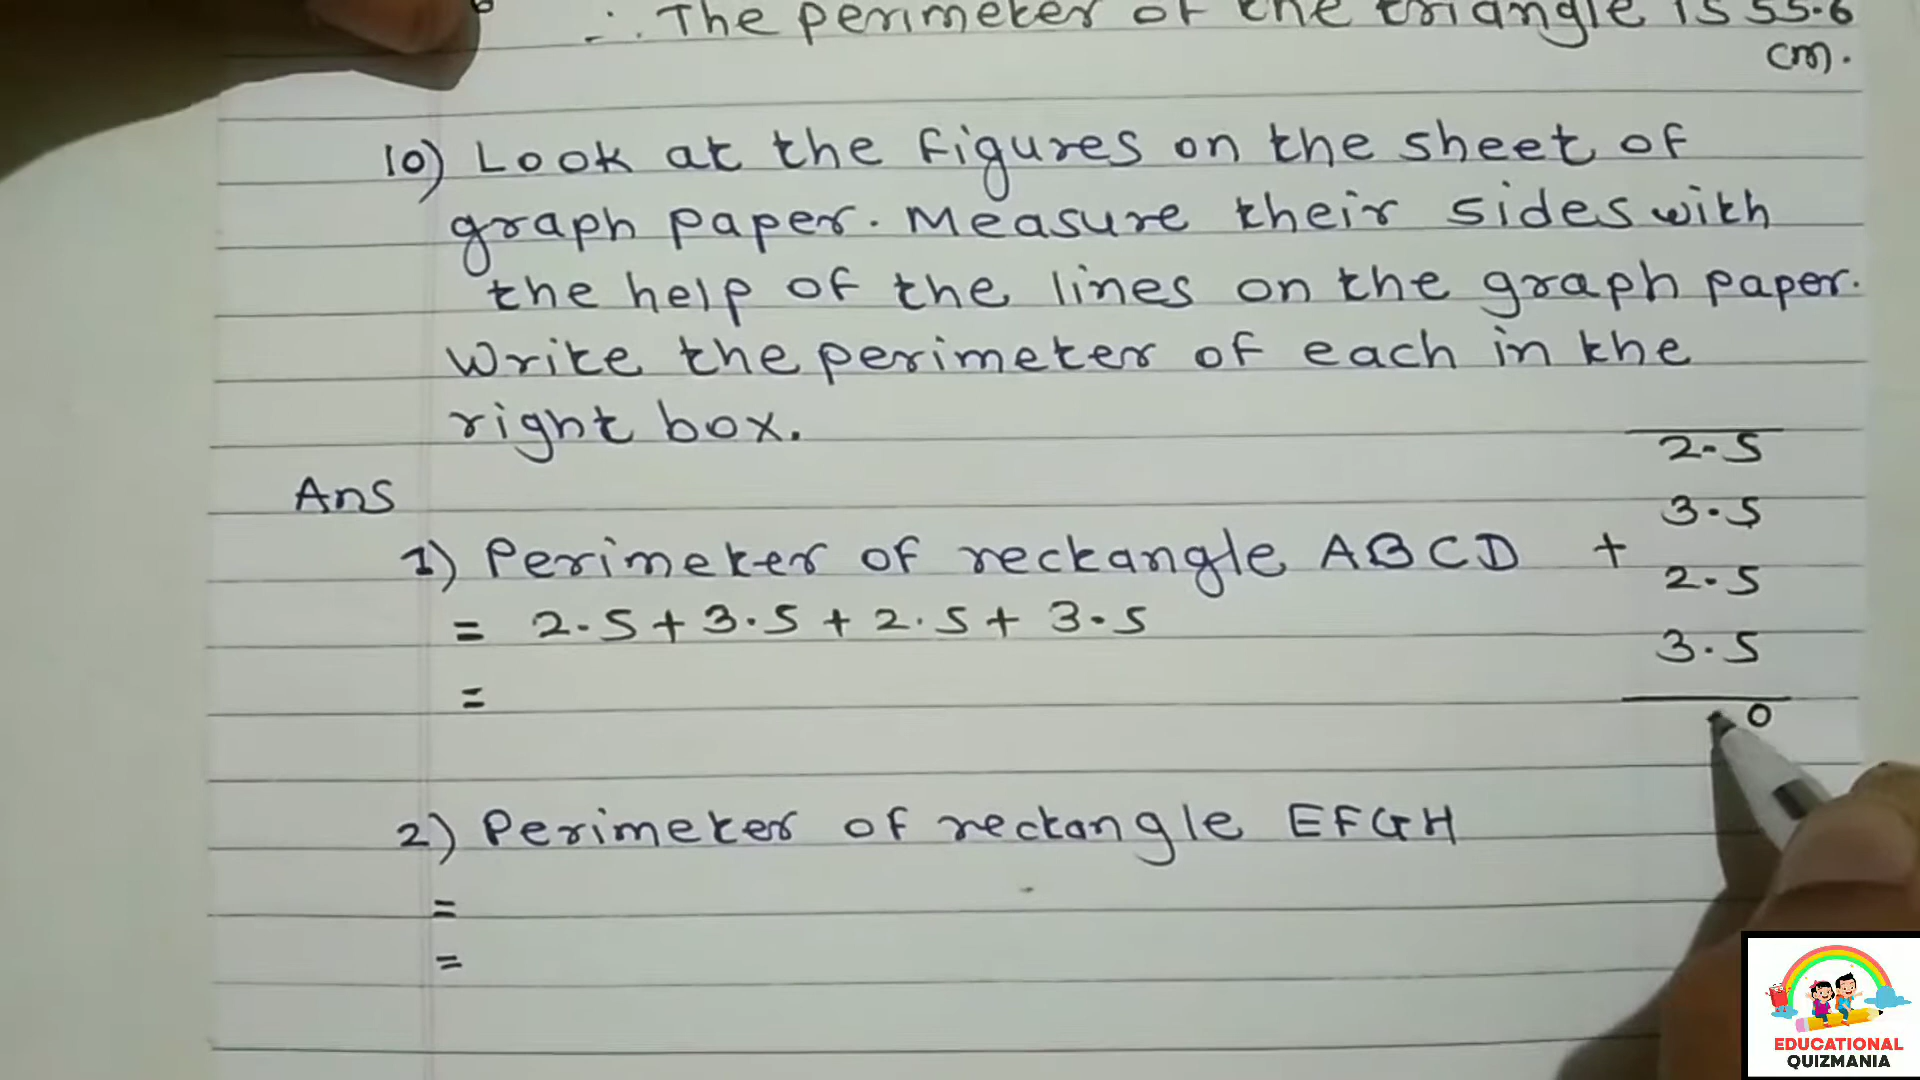 ∴ The perimeter of the triangle is 55.6
cm.
10) Look at the figures on the sheet of
graph paper. Measure their sides with
the help of the lines on the graph paper.
Write the perimeter of each in the
right box.
Ans
1) Perimeter of rectangle ABCD
= 2.5 + 3.5 + 2.5 + 3.5
=
2.5
3.5
+ 2.5
3.5
0
2) Perimeter of rectangle EFGH
=
=
EDUCATIONAL
QUIZMANIA